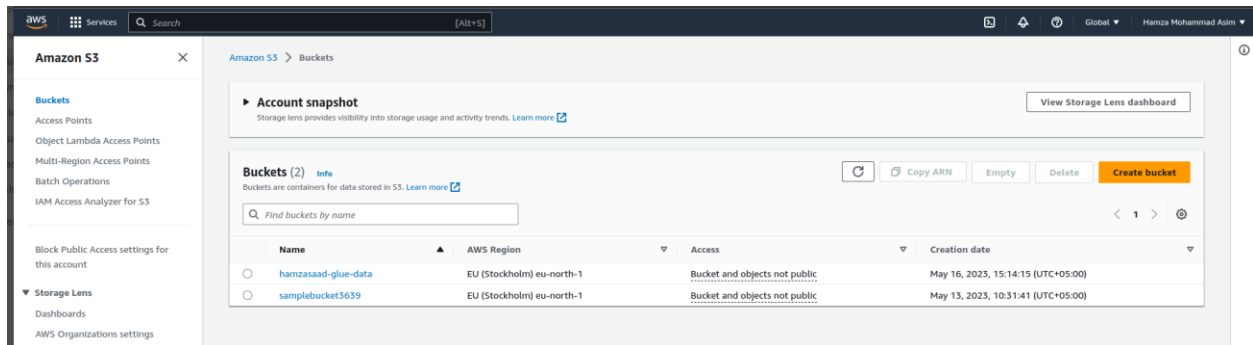 aws Services Search [Alt+S] Global Hamza Mohammad Asim
Amazon S3
Buckets
Access Points
Object Lambda Access Points
Multi-Region Access Points
Batch Operations
IAM Access Analyzer for S3
Block Public Access settings for
this account
Storage Lens
Dashboards
AWS Organizations settings
Amazon S3 > Buckets
Account snapshot
Storage lens provides visibility into storage usage and activity trends. Learn more
View Storage Lens dashboard
Buckets (2) Info
Buckets are containers for data stored in S3. Learn more
Copy ARN Empty Delete Create bucket
Find buckets by name
< 1 >
Name AWS Region Access Creation date
hamzasaad-glue-data EU (Stockholm) eu-north-1 Bucket and objects not public May 16, 2023, 15:14:15 (UTC+05:00)
samplebucket3639 EU (Stockholm) eu-north-1 Bucket and objects not public May 13, 2023, 10:31:41 (UTC+05:00)